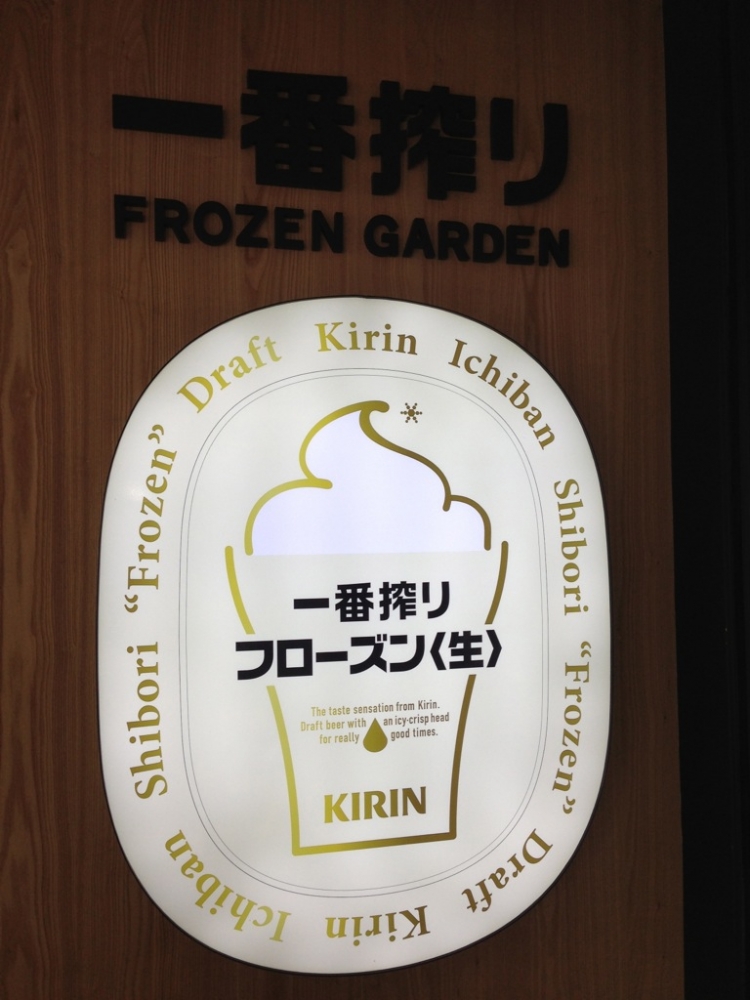 一番搾り
FROZEN GARDEN
Kirin Ichiban Shibori “Frozen” Draft Kirin Ichiban Shibori “Frozen” Draft
一番搾り
フローズン〈生〉
The taste sensation from Kirin.
Draft beer with an icy-crisp head
for really good times.
KIRIN